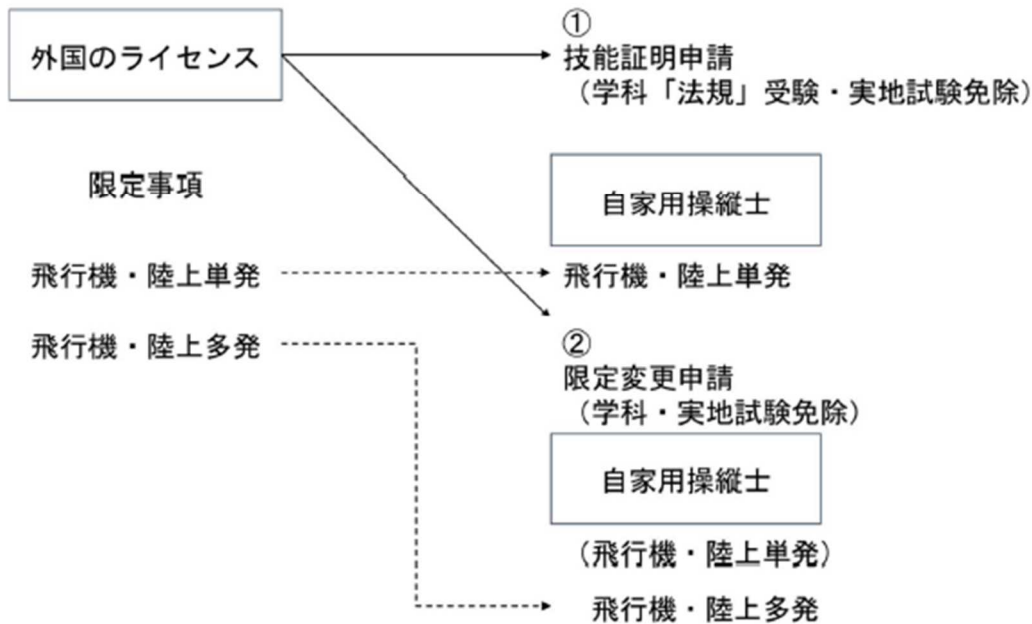 外国のライセンス
①
技能証明申請
（学科「法規」受験・実地試験免除）
限定事項
自家用操縦士
飛行機・陸上単発
飛行機・陸上単発
飛行機・陸上多発
②
限定変更申請
（学科・実地試験免除）
自家用操縦士
（飛行機・陸上単発）
飛行機・陸上多発